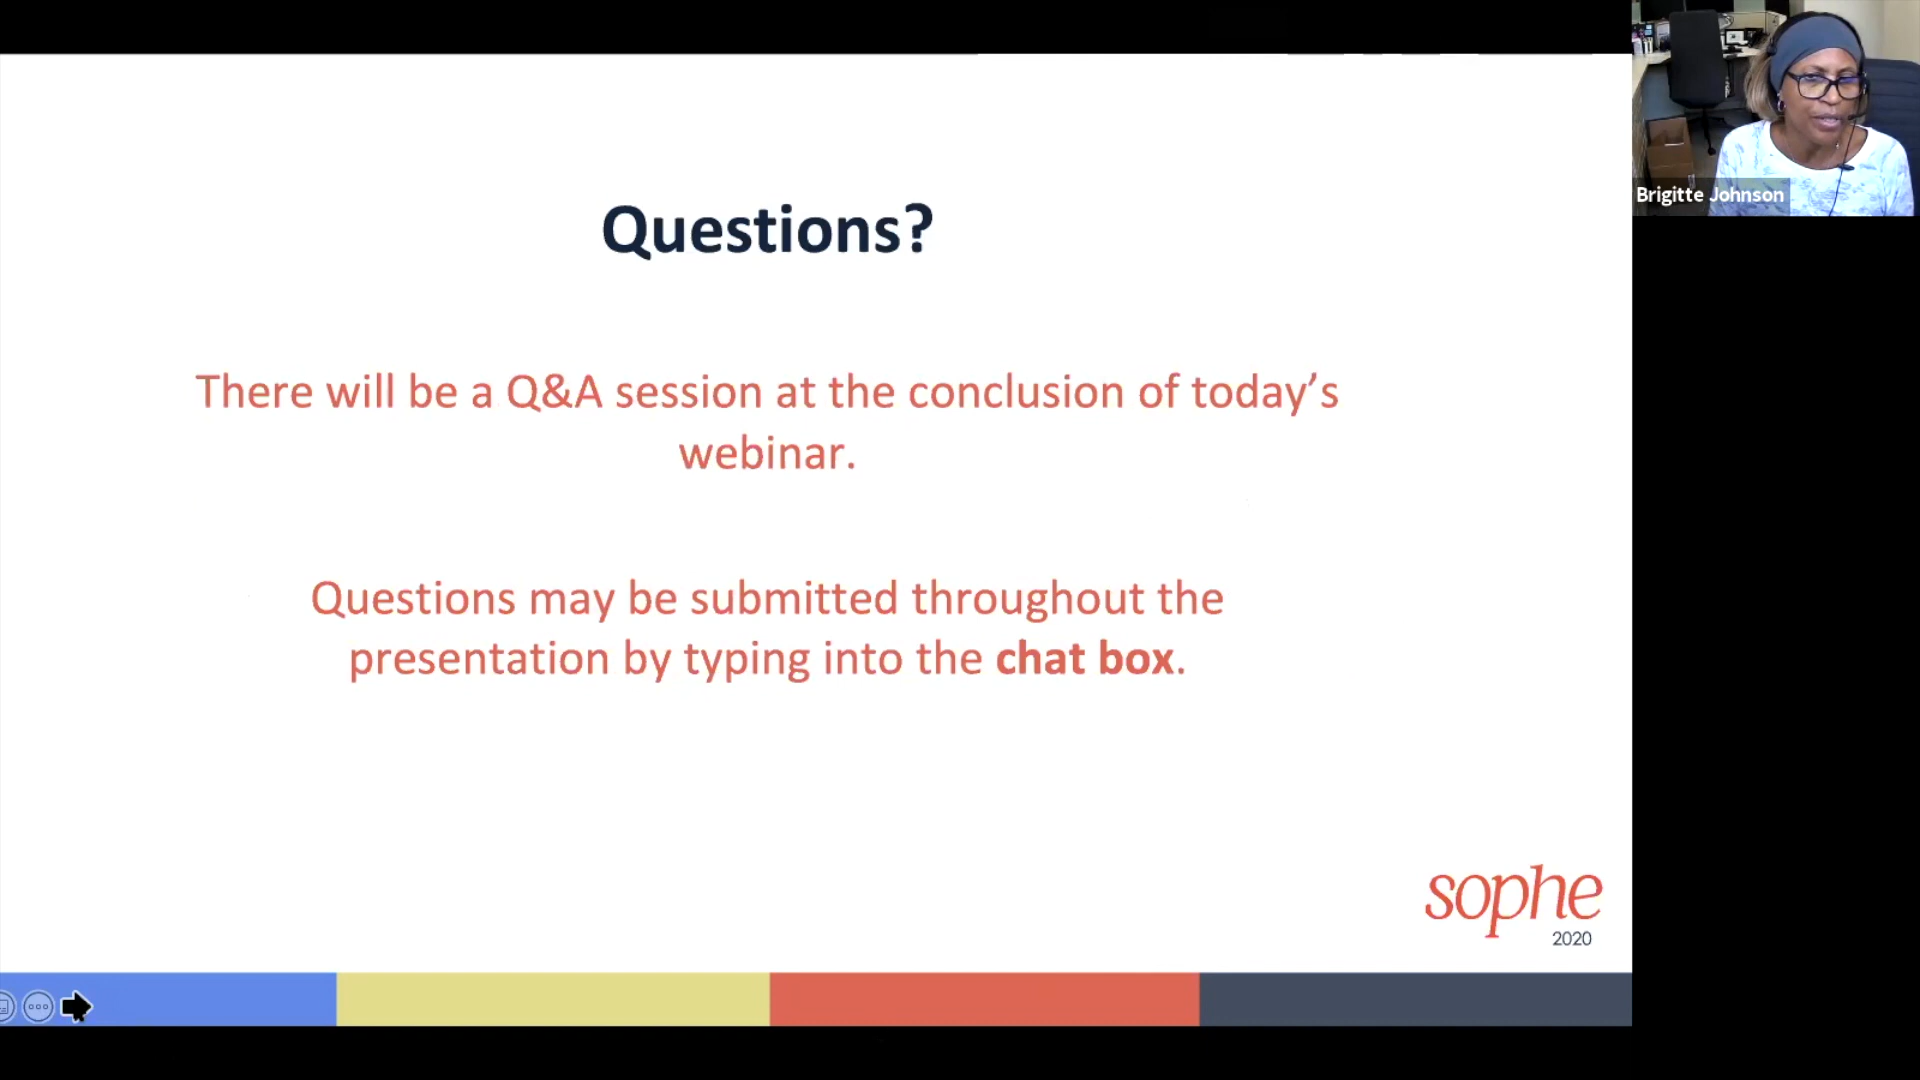 Questions?
There will be a Q&A session at the conclusion of today’s
webinar.
Questions may be submitted throughout the
presentation by typing into the chat box.
sophe
2020
Brigitte Johnson